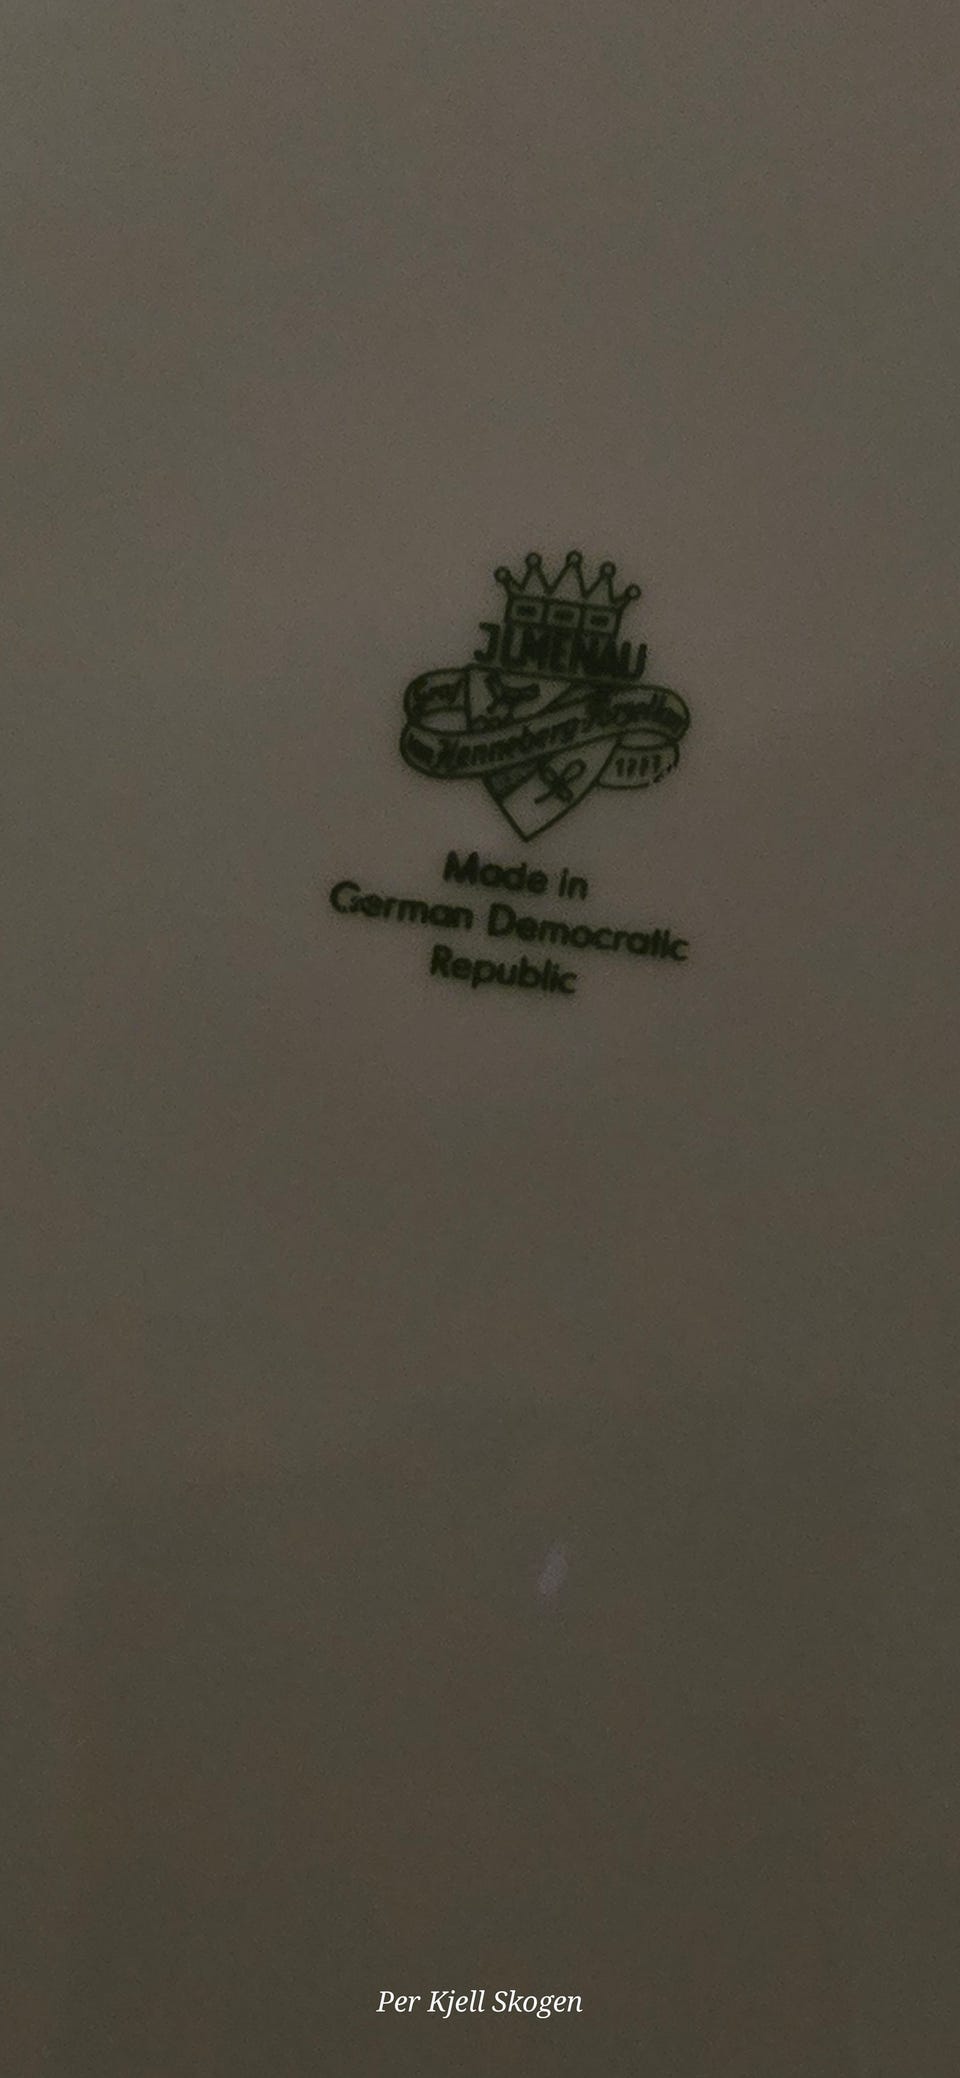 JLMENAU
Graf
von Henneberg Porzellan
1777
Made in
German Democratic
Republic
Per Kjell Skogen